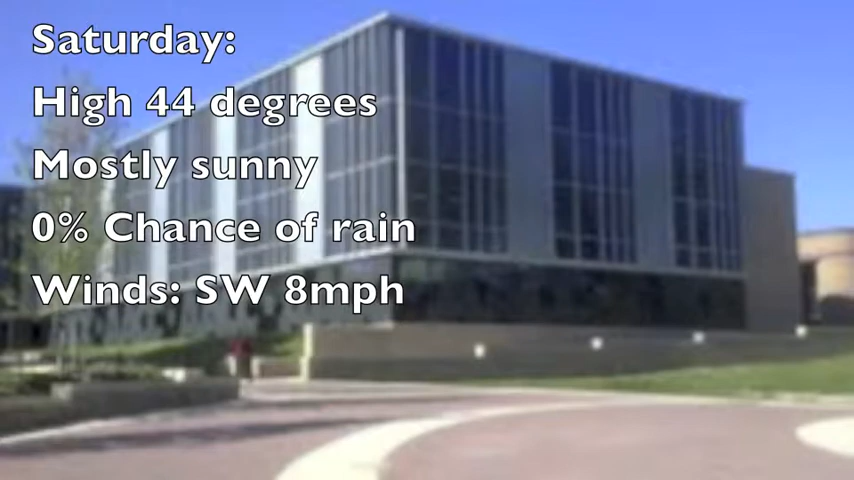 Saturday:
High 44 degrees
Mostly sunny
0% Chance of rain
Winds: SW 8mph